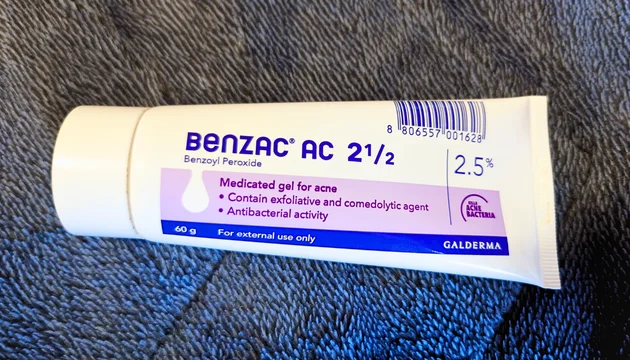 BENZAC® AC 2½
Benzoyl Peroxide
8 806557 001628
2.5%
Medicated gel for acne
• Contain exfoliative and comedolytic agent
• Antibacterial activity
KILLS
ACNE
BACTERIA
60 g For external use only
GALDERMA